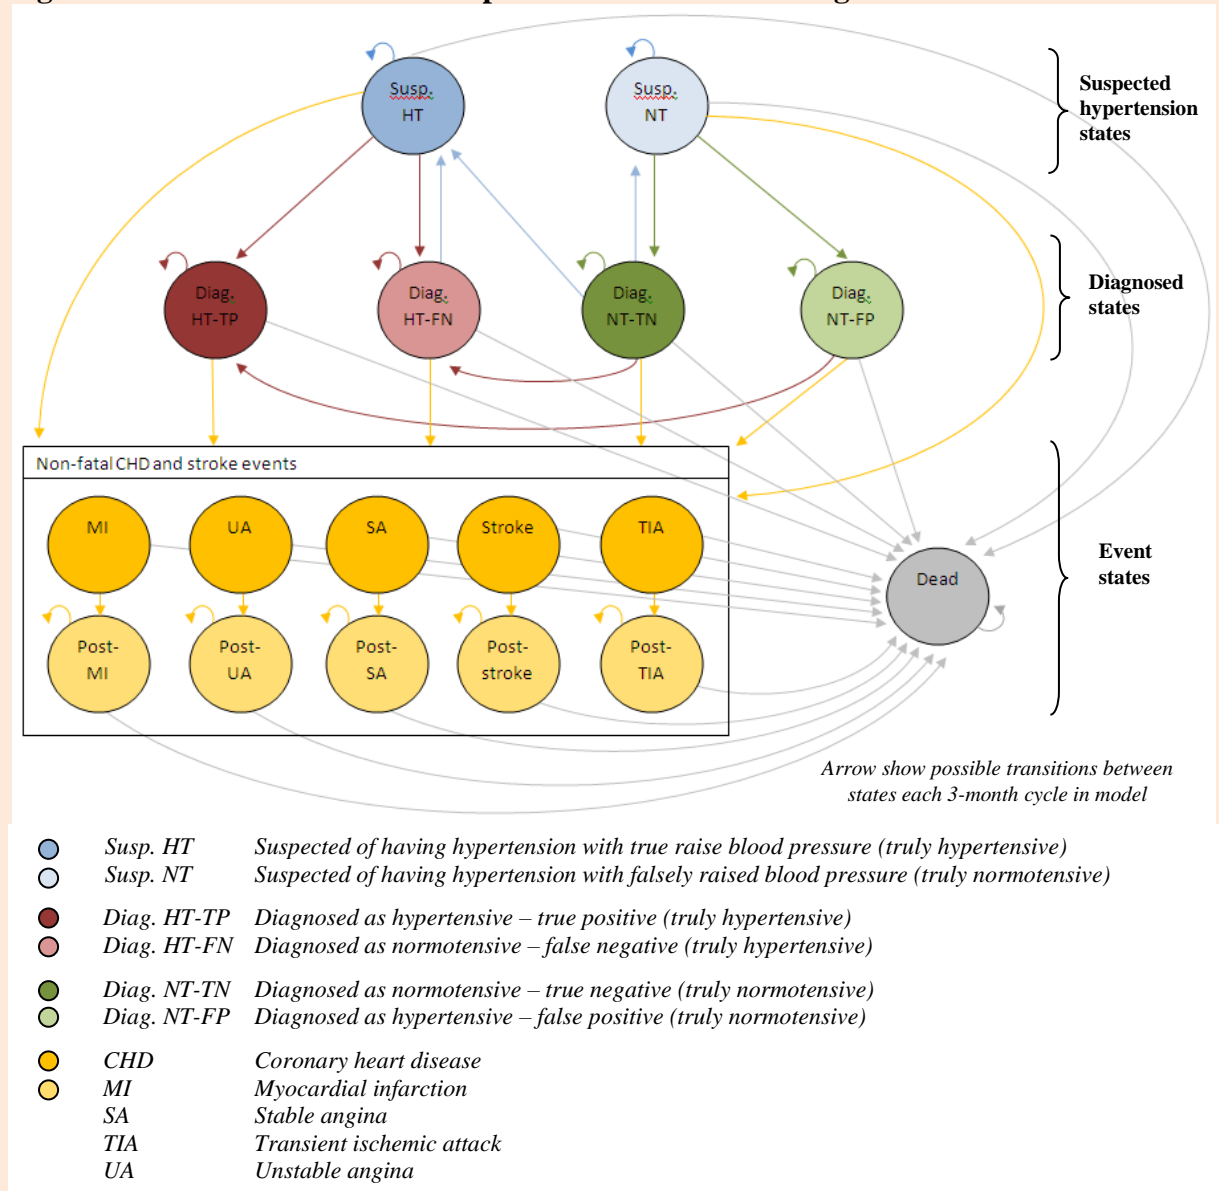 Susp.
HT
Susp.
NT
Suspected
hypertension
states
Diag.
HT-TP
Diag.
HT-FN
Diag.
NT-TN
Diag.
NT-FP
Diagnosed
states
Non-fatal CHD and stroke events
MI
UA
SA
Stroke
TIA
Dead
Event
states
Post-
MI
Post-
UA
Post-
SA
Post-
stroke
Post-
TIA
Arrow show possible transitions between
states each 3-month cycle in model
Susp. HT Suspected of having hypertension with true raise blood pressure (truly hypertensive)
Susp. NT Suspected of having hypertension with falsely raised blood pressure (truly normotensive)
Diag. HT-TP Diagnosed as hypertensive – true positive (truly hypertensive)
Diag. HT-FN Diagnosed as normotensive – false negative (truly hypertensive)
Diag. NT-TN Diagnosed as normotensive – true negative (truly normotensive)
Diag. NT-FP Diagnosed as hypertensive – false positive (truly normotensive)
CHD Coronary heart disease
MI Myocardial infarction
SA Stable angina
TIA Transient ischemic attack
UA Unstable angina